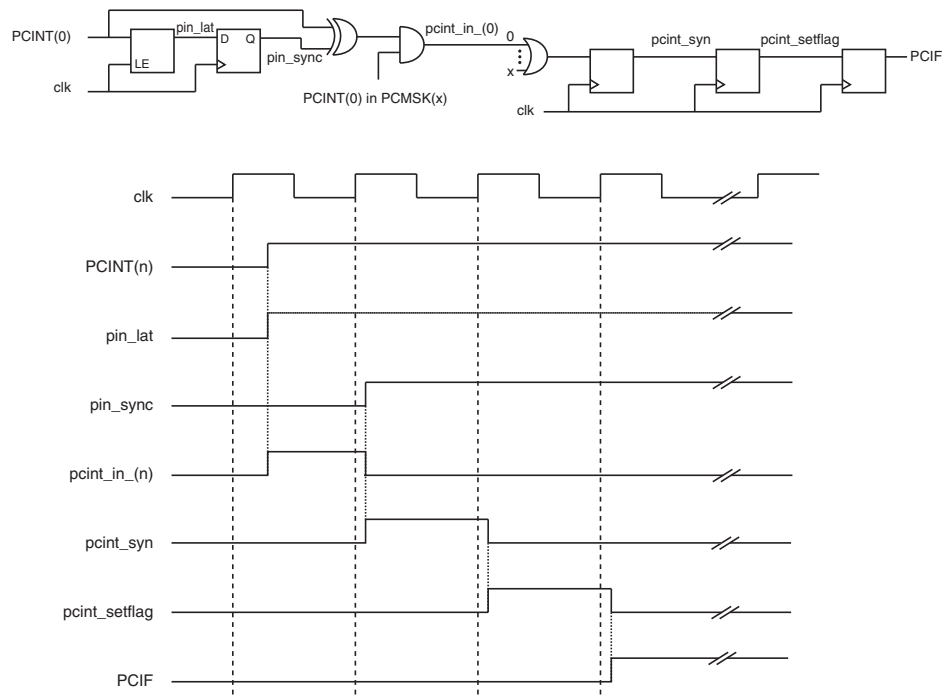 PCINT(0)
pin_lat
D Q
LE
clk
pin_sync
PCINT(0) in PCMSK(x)
pcint_in_(0)
0
x
clk
pcint_syn
pcint_setflag
PCIF
clk
PCINT(n)
pin_lat
pin_sync
pcint_in_(n)
pcint_syn
pcint_setflag
PCIF